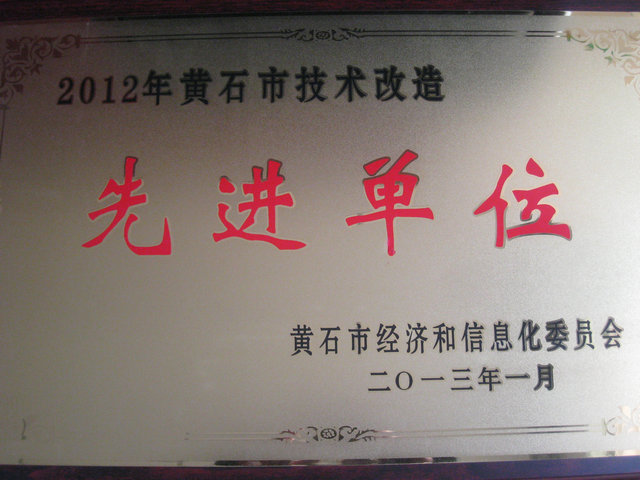 2012年黄石市技术改造
先进单位
黄石市经济和信息化委员会
二〇一三年一月